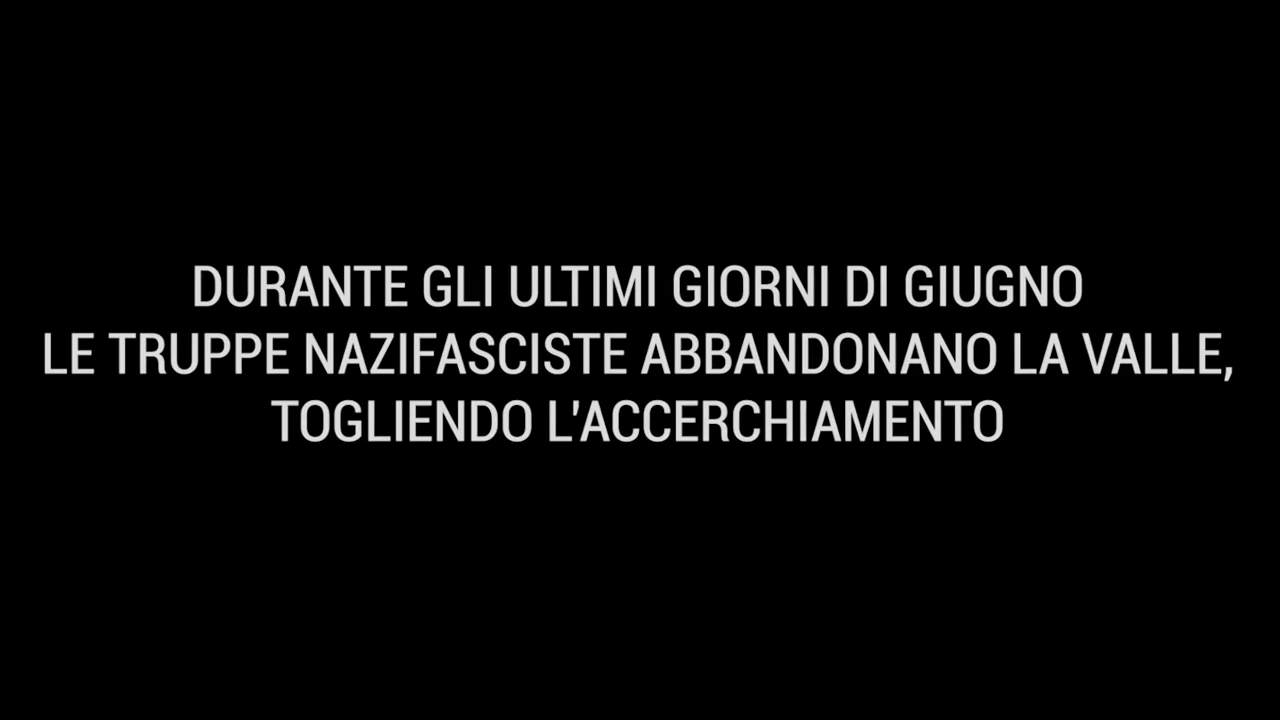 DURANTE GLI ULTIMI GIORNI DI GIUGNO
LE TRUPPE NAZIFASCISTE ABBANDONANO LA VALLE,
TOGLIENDO L'ACCERCHIAMENTO